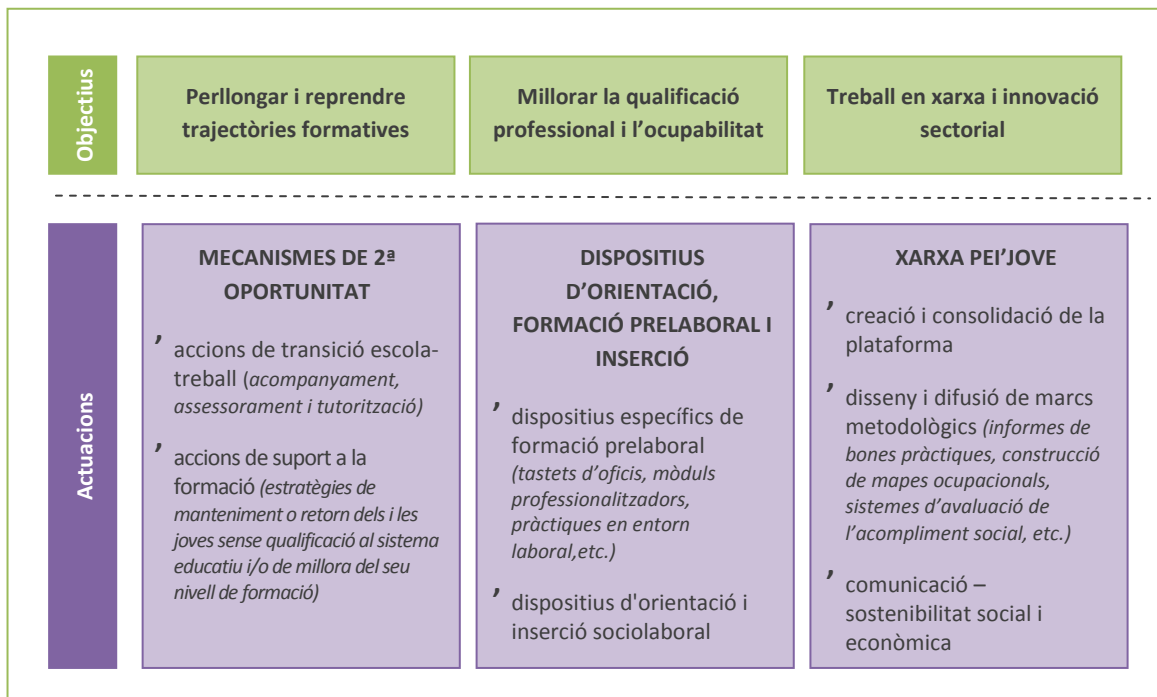 Objectius
Perllongar i reprendre
trajectòries formatives
Millorar la qualificació
professional i l’ocupabilitat
Treball en xarxa i innovació
sectorial
Actuacions
MECANISMES DE 2ª
OPORTUNITAT
’ accions de transició escola-
treball (acompanyament,
assessorament i tutorització)
’ accions de suport a la
formació (estratègies de
manteniment o retorn dels i les
joves sense qualificació al sistema
educatiu i/o de millora del seu
nivell de formació)
DISPOSITIUS
D’ORIENTACIÓ,
FORMACIÓ PRELABORAL I
INSERCIÓ
’ dispositius específics de
formació prelaboral
(tastets d’oficis, mòduls
professionalitzadors,
pràctiques en entorn
laboral,etc.)
’ dispositius d'orientació i
inserció sociolaboral
XARXA PEI’JOVE
’ creació i consolidació de la
plataforma
’ disseny i difusió de marcs
metodològics (informes de
bones pràctiques, construcció
de mapes ocupacionals,
sistemes d’avaluació de
l’acompliment social, etc.)
’ comunicació –
sostenibilitat social i
econòmica